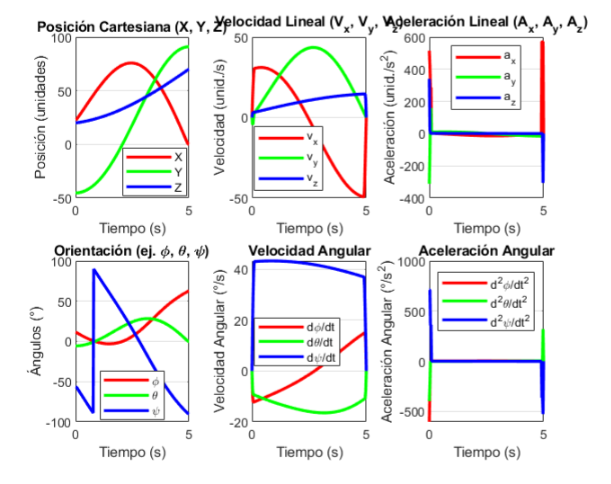 Posición Cartesiana (X, Y, Z)
Velocidad Lineal (Vx, Vy, Vz)
Aceleración Lineal (Ax, Ay, Az)
Posición (unidades)
100
50
0
-50
X
Y
Z
0
5
Tiempo (s)
Velocidad (unid./s)
50
0
-50
vx
vy
vz
0
5
Tiempo (s)
Aceleración (unid./s²)
600
400
200
0
-200
-400
ax
ay
az
0
5
Tiempo (s)
Orientación (ej. ϕ, θ, ψ)
Velocidad Angular
Aceleración Angular
Ángulos (°)
100
50
0
-50
-100
ϕ
θ
ψ
0
5
Tiempo (s)
Velocidad Angular (°/s)
40
20
0
-20
dϕ/dt
dθ/dt
dψ/dt
0
5
Tiempo (s)
Aceleración Angular (°/s²)
1000
500
0
-500
d²ϕ/dt²
d²θ/dt²
d²ψ/dt²
0
5
Tiempo (s)